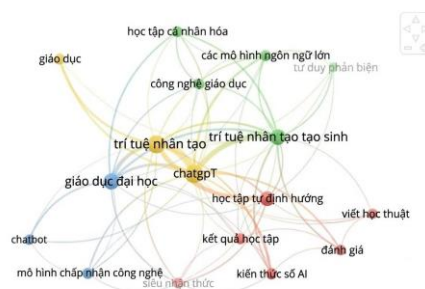 học tập cá nhân hóa
giáo dục
các mô hình ngôn ngữ lớn
tư duy phản biện
công nghệ giáo dục
trí tuệ nhân tạo
trí tuệ nhân tạo tạo sinh
chatgpT
giáo dục đại học
học tập tự định hướng
viết học thuật
chatbot
kết quả học tập
đánh giá
mô hình chấp nhận công nghệ
siêu nhận thức
kiến thức số AI